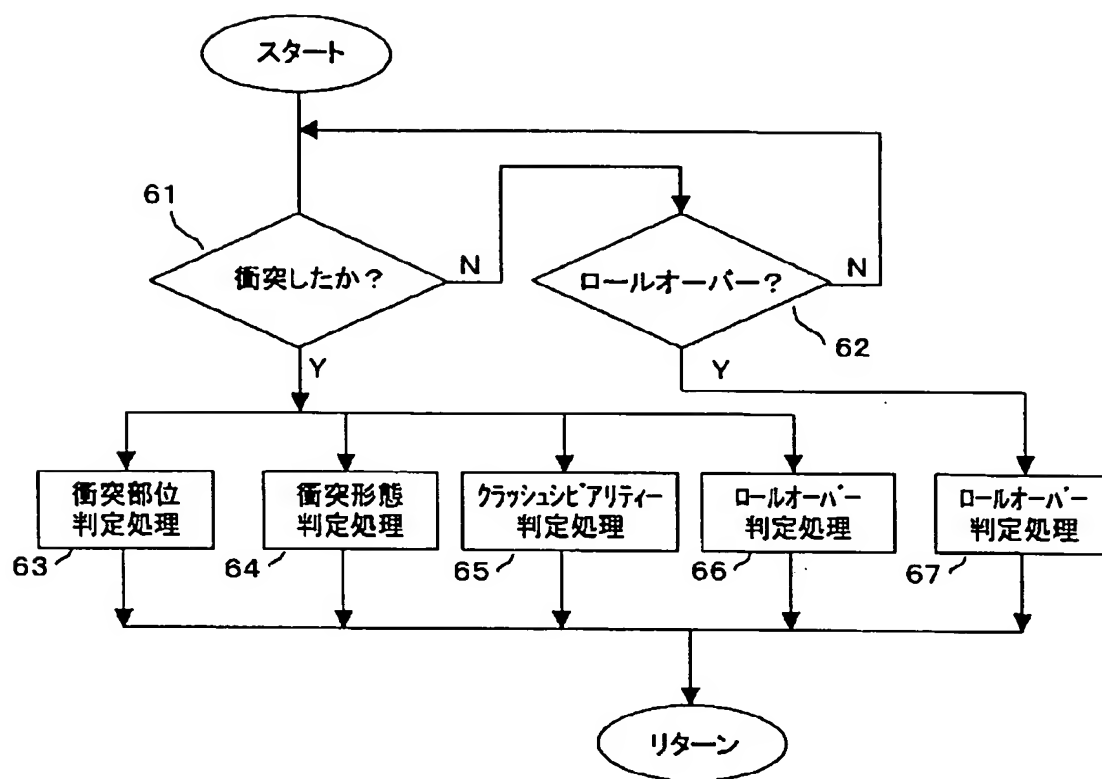 スタート
61
衝突したか？
N
ロールオーバー？
N
62
Y
Y
衝突部位
判定処理
63
衝突形態
判定処理
64
クラッシュシビアリティー
判定処理
65
ロールオーバー
判定処理
66
ロールオーバー
判定処理
67
リターン